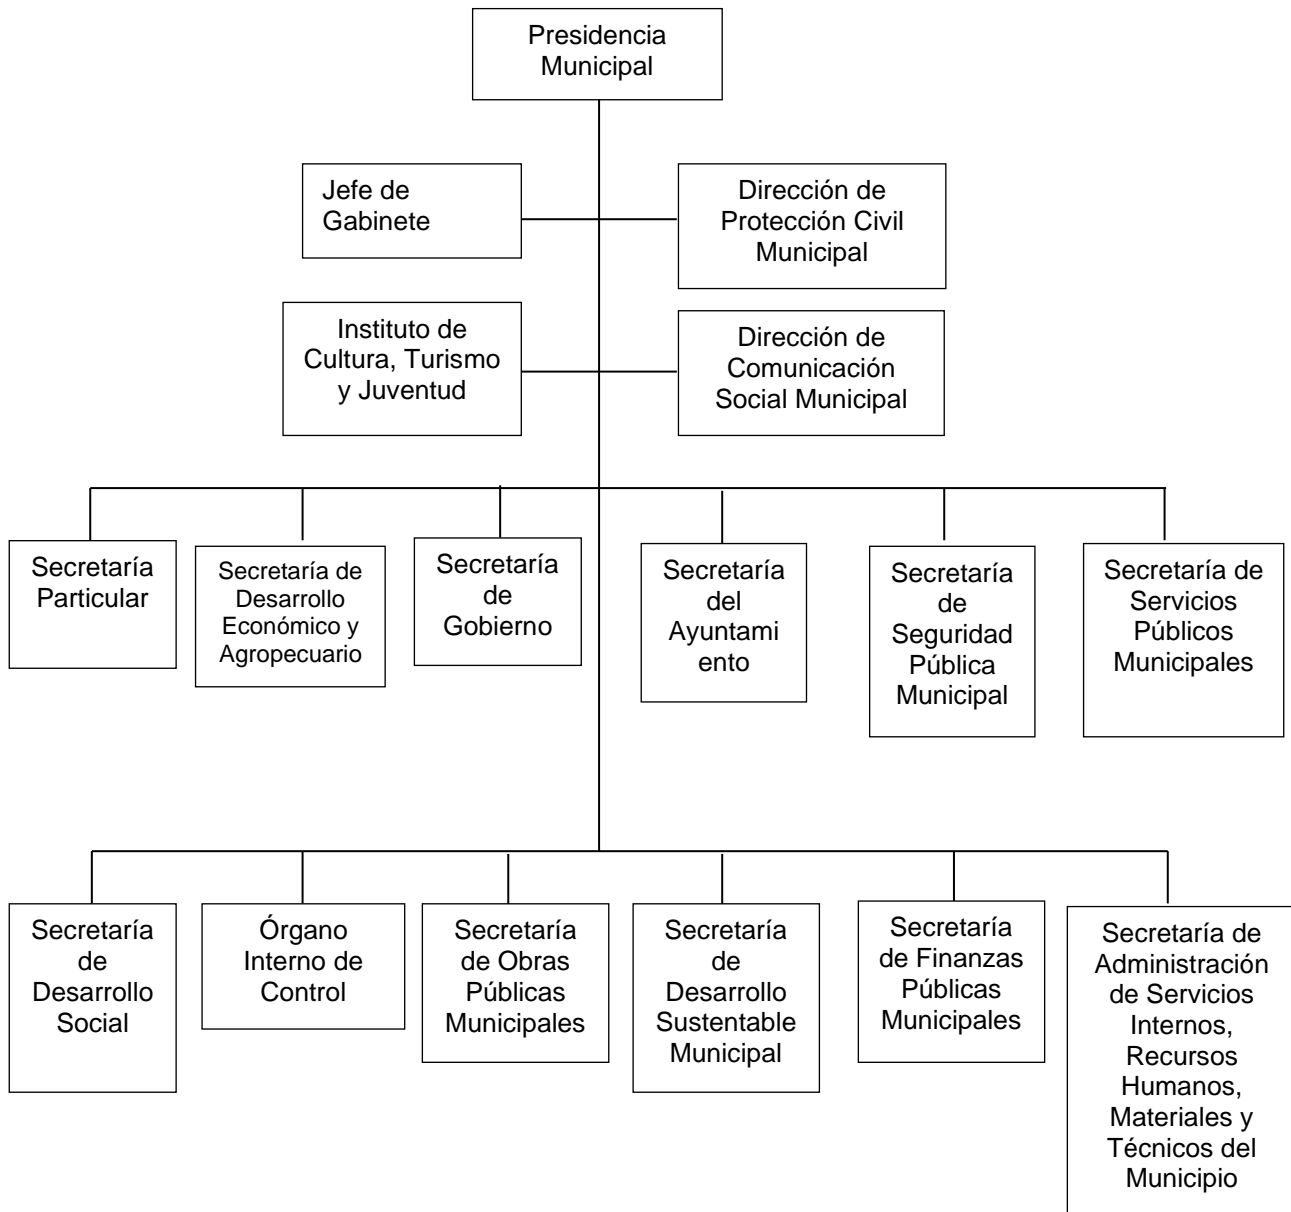 Presidencia
Municipal
Jefe de
Gabinete
Dirección de
Protección Civil
Municipal
Instituto de
Cultura, Turismo
y Juventud
Dirección de
Comunicación
Social Municipal
Secretaría
Particular
Secretaría de
Desarrollo
Económico y
Agropecuario
Secretaría
de
Gobierno
Secretaría
del
Ayuntami
ento
Secretaría
de
Seguridad
Pública
Municipal
Secretaría de
Servicios
Públicos
Municipales
Secretaría
de
Desarrollo
Social
Órgano
Interno de
Control
Secretaría
de Obras
Públicas
Municipales
Secretaría
de
Desarrollo
Sustentable
Municipal
Secretaría
de Finanzas
Públicas
Municipales
Secretaría de
Administración
de Servicios
Internos,
Recursos
Humanos,
Materiales y
Técnicos del
Municipio